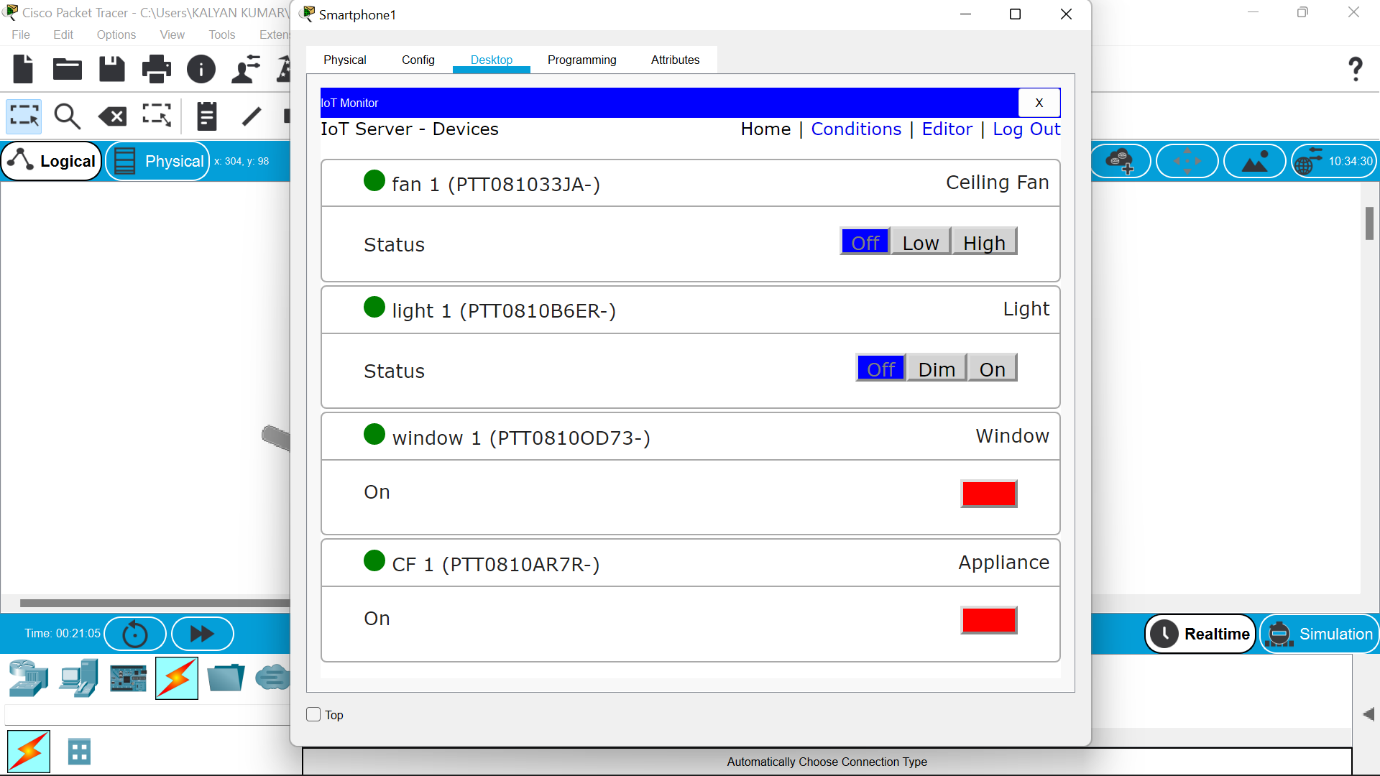 Cisco Packet Tracer - C:\Users\KALYAN KUMAR\
File Edit Options View Tools Exten
Logical
Physical
x: 304, y: 98
Smartphone1
Physical Config Desktop Programming Attributes
IoT Monitor
X
IoT Server - Devices
Home | Conditions | Editor | Log Out
fan 1 (PTT081033JA-)
Ceiling Fan
Status
Off Low High
light 1 (PTT0810B6ER-)
Light
Status
Off Dim On
window 1 (PTT0810OD73-)
Window
On
CF 1 (PTT0810AR7R-)
Appliance
On
Top
10:34:30
Time: 00:21:05
Realtime
Simulation
Automatically Choose Connection Type